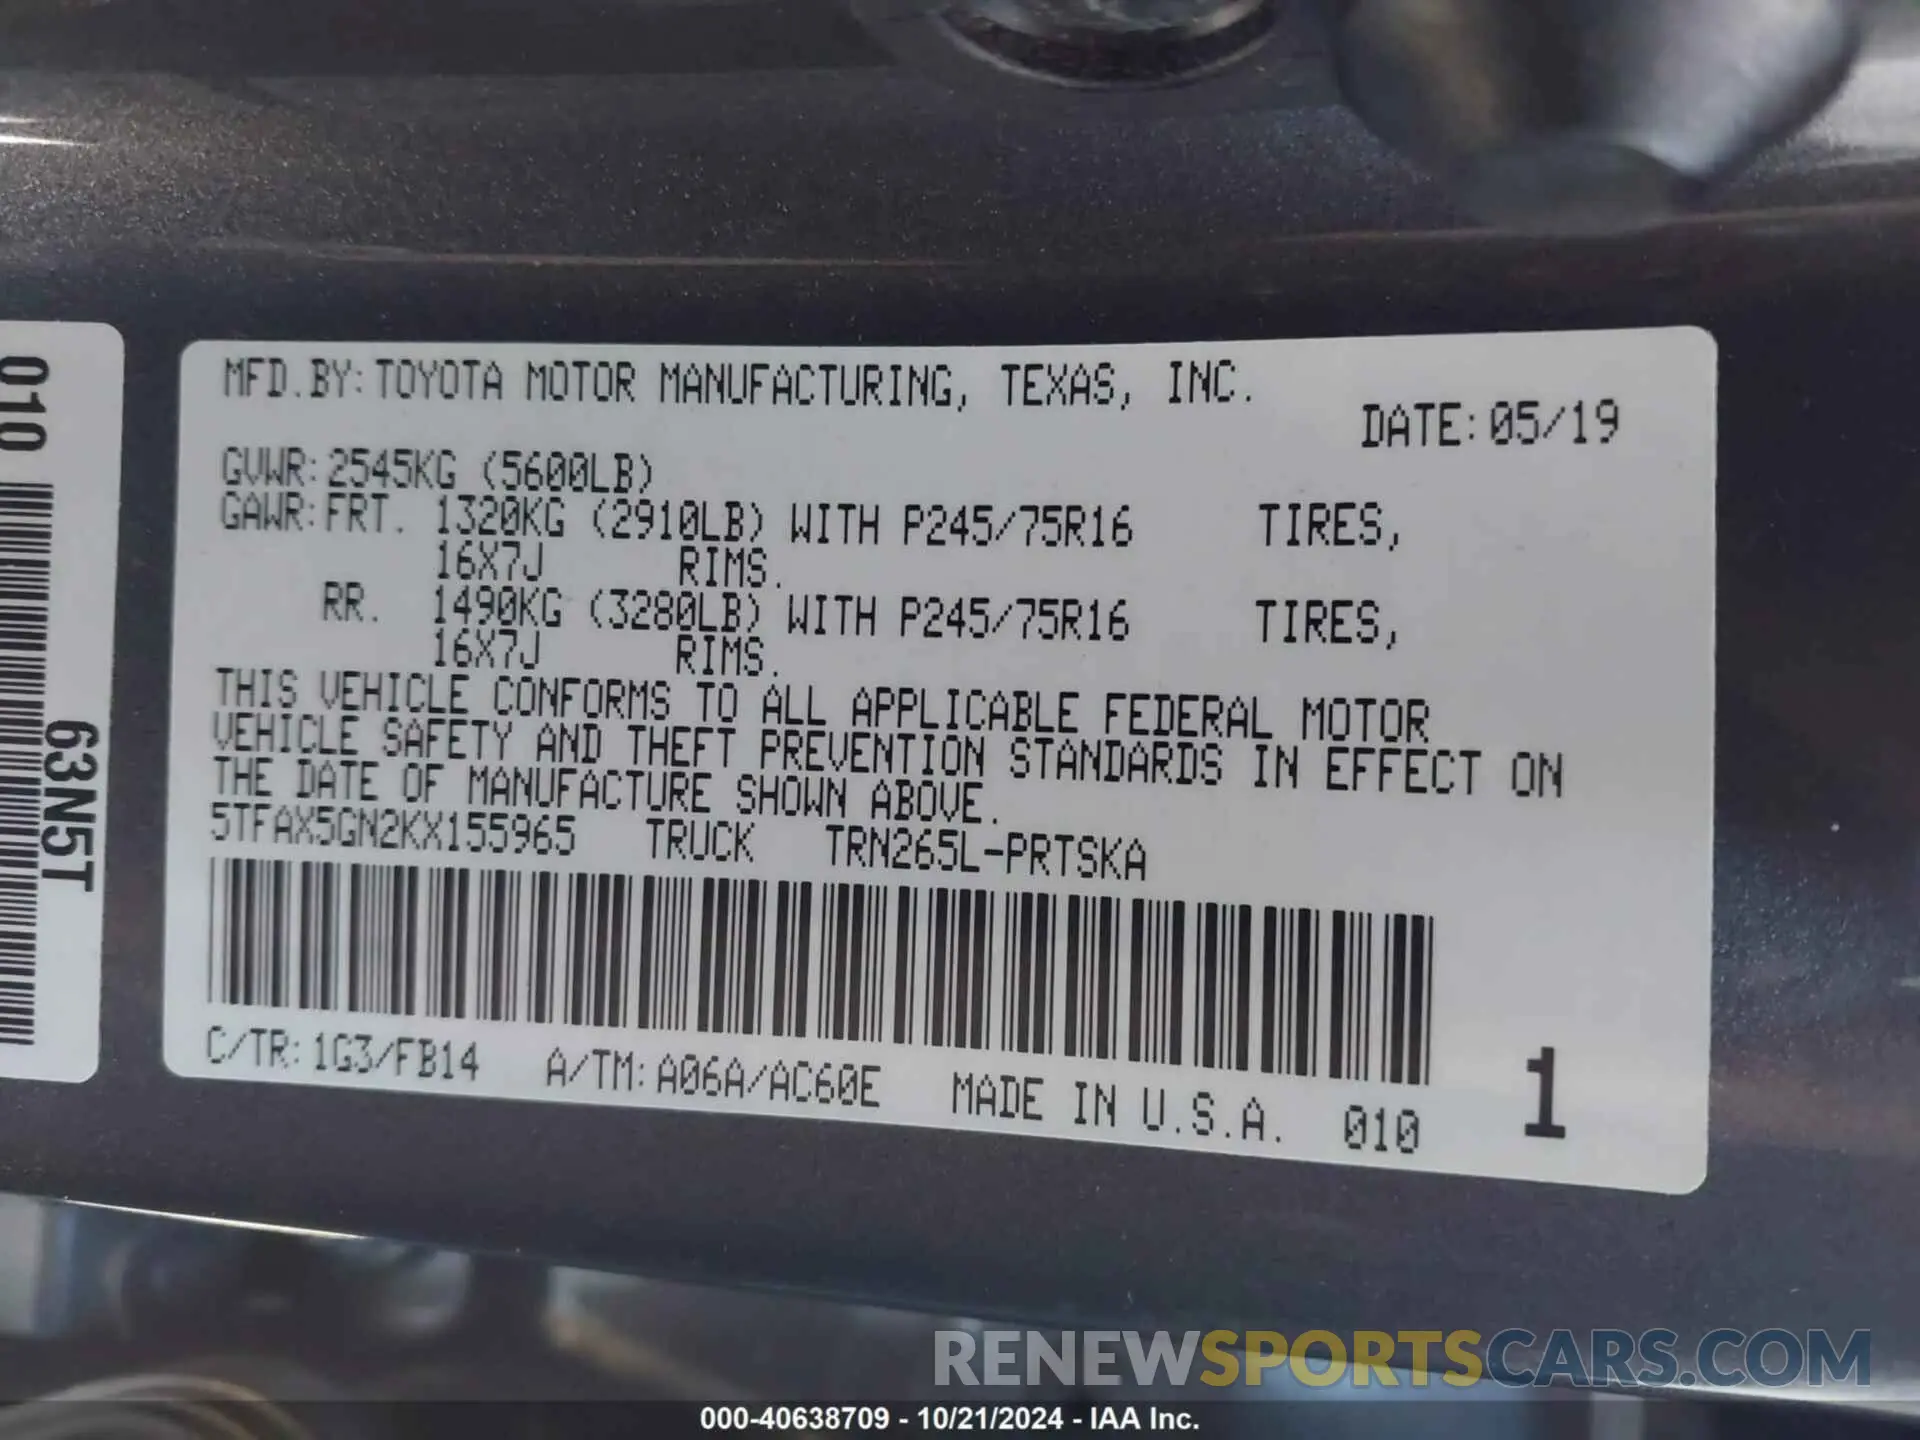 MFD.BY:TOYOTA MOTOR MANUFACTURING, TEXAS, INC.
DATE:05/19
GVWR:2545KG (5600LB)
GAWR:FRT. 1320KG (2910LB) WITH P245/75R16 TIRES,
16X7J RIMS.
RR. 1490KG (3280LB) WITH P245/75R16 TIRES,
16X7J RIMS.
THIS VEHICLE CONFORMS TO ALL APPLICABLE FEDERAL MOTOR
VEHICLE SAFETY AND THEFT PREVENTION STANDARDS IN EFFECT ON
THE DATE OF MANUFACTURE SHOWN ABOVE.
5TFAX5GN2KX155965 TRUCK TRN265L-PRTSKA
C/TR:1G3/FB14 A/TM:A06A/AC60E MADE IN U.S.A. 010
1
010
63N5T
RENEWSPORTSCARS.COM
000-40638709 - 10/21/2024 - IAA Inc.